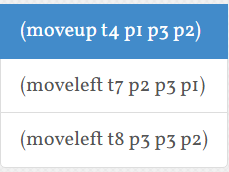 (moveup t4 p1 p3 p2)
(moveleft t7 p2 p3 p1)
(moveleft t8 p3 p3 p2)